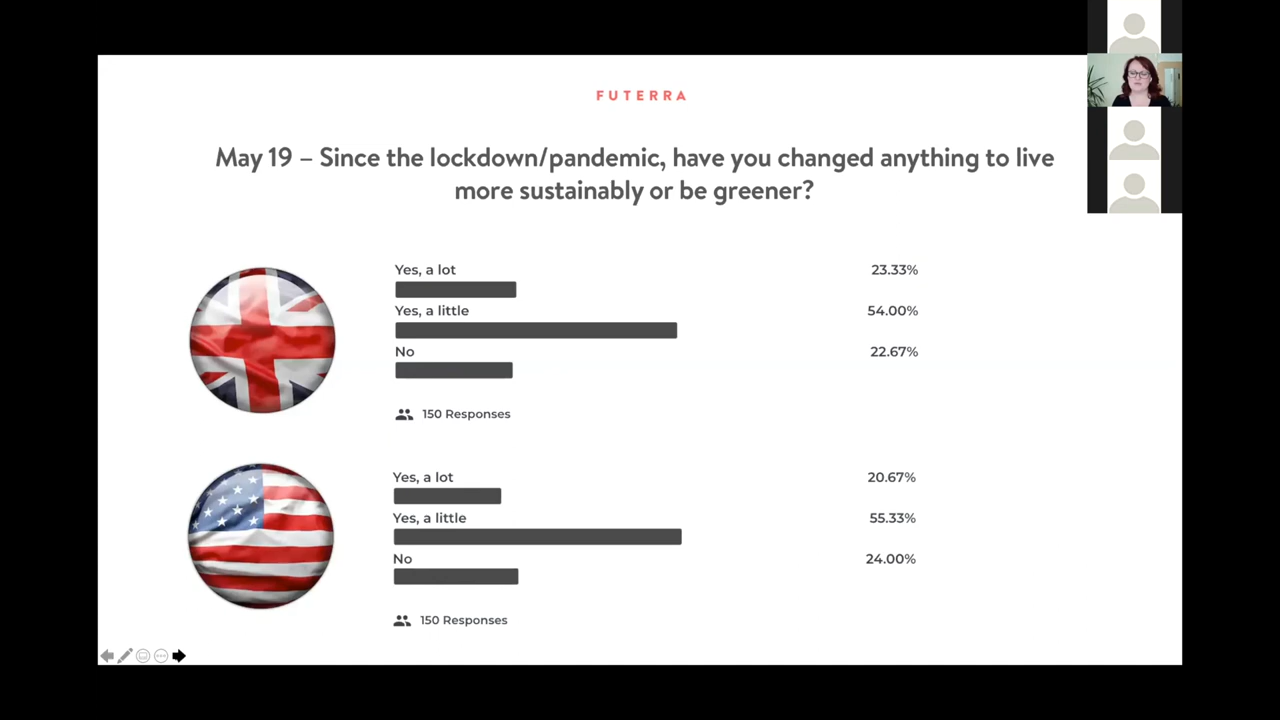 FUTERRA
May 19 – Since the lockdown/pandemic, have you changed anything to live
more sustainably or be greener?
Yes, a lot 23.33%
Yes, a little 54.00%
No 22.67%
150 Responses
Yes, a lot 20.67%
Yes, a little 55.33%
No 24.00%
150 Responses